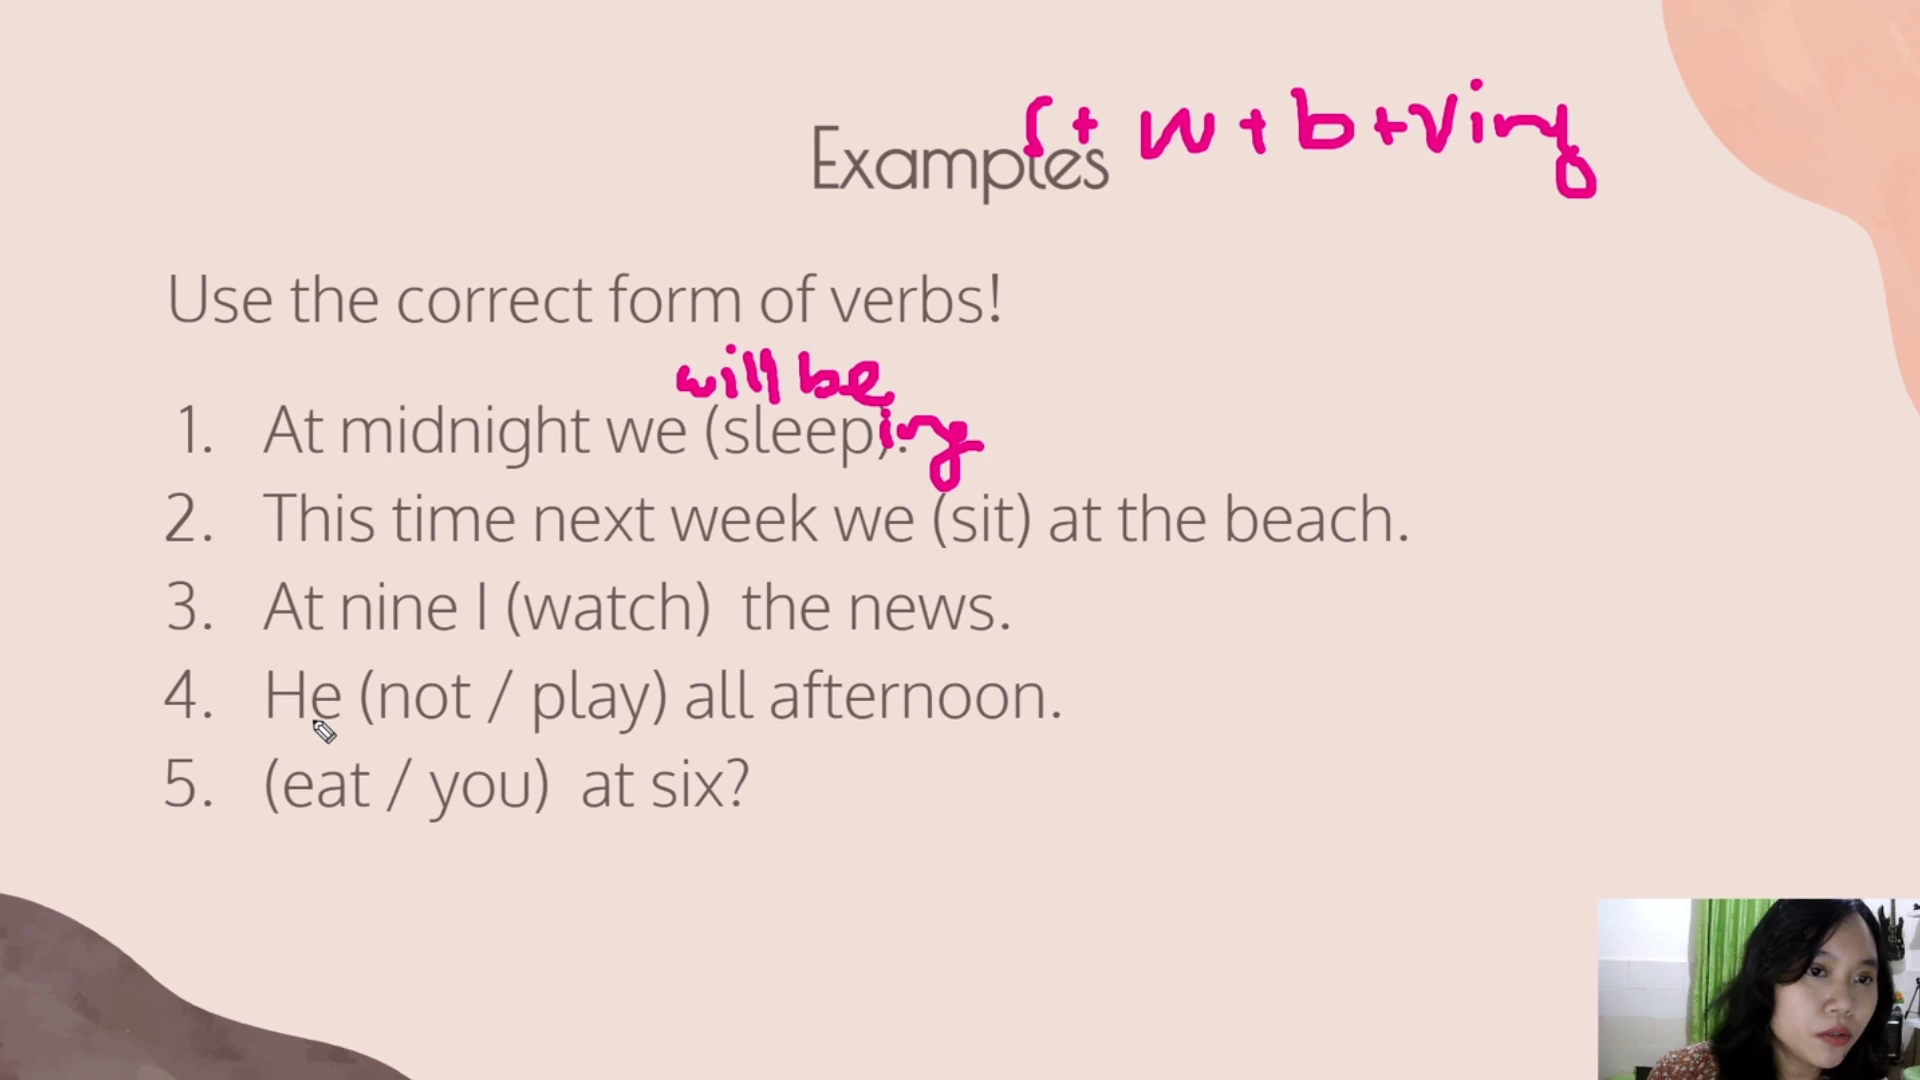 s + w + b + ving
Examples
Use the correct form of verbs!
will be
1. At midnight we (sleep). ing
2. This time next week we (sit) at the beach.
3. At nine I (watch) the news.
4. He (not / play) all afternoon.
5. (eat / you) at six?